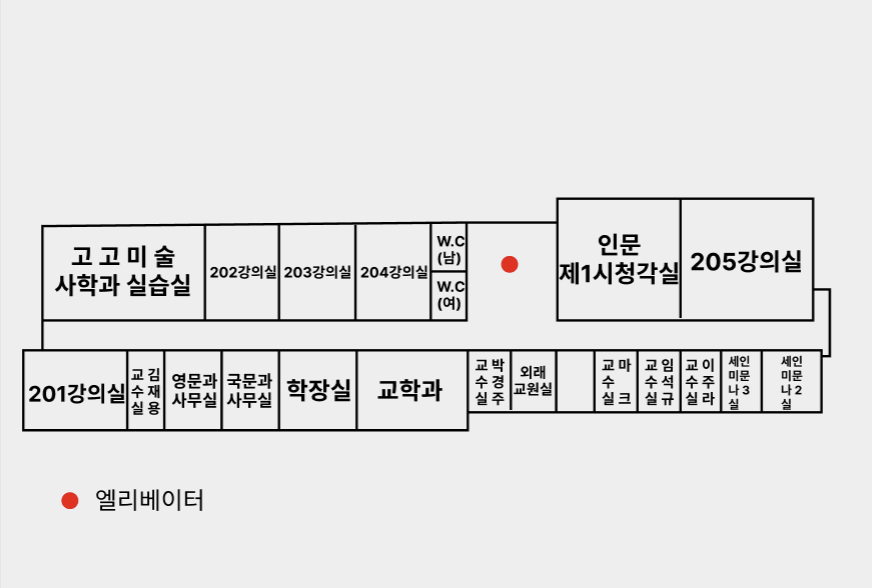 고 고 미 술
사학과 실습실
202강의실
203강의실
204강의실
W.C
(남)
W.C
(여)
인문
제1시청각실
205강의실
201강의실
교 김
수 재
실 용
영문과
사무실
국문과
사무실
학장실
교학과
교 박
수 경
실 주
외래
교원실
교 마
수
실 크
교 임
수 석
실 규
교 이
수 주
실 라
세인
미문
나 3
실
세인
미문
나 2
실
엘리베이터